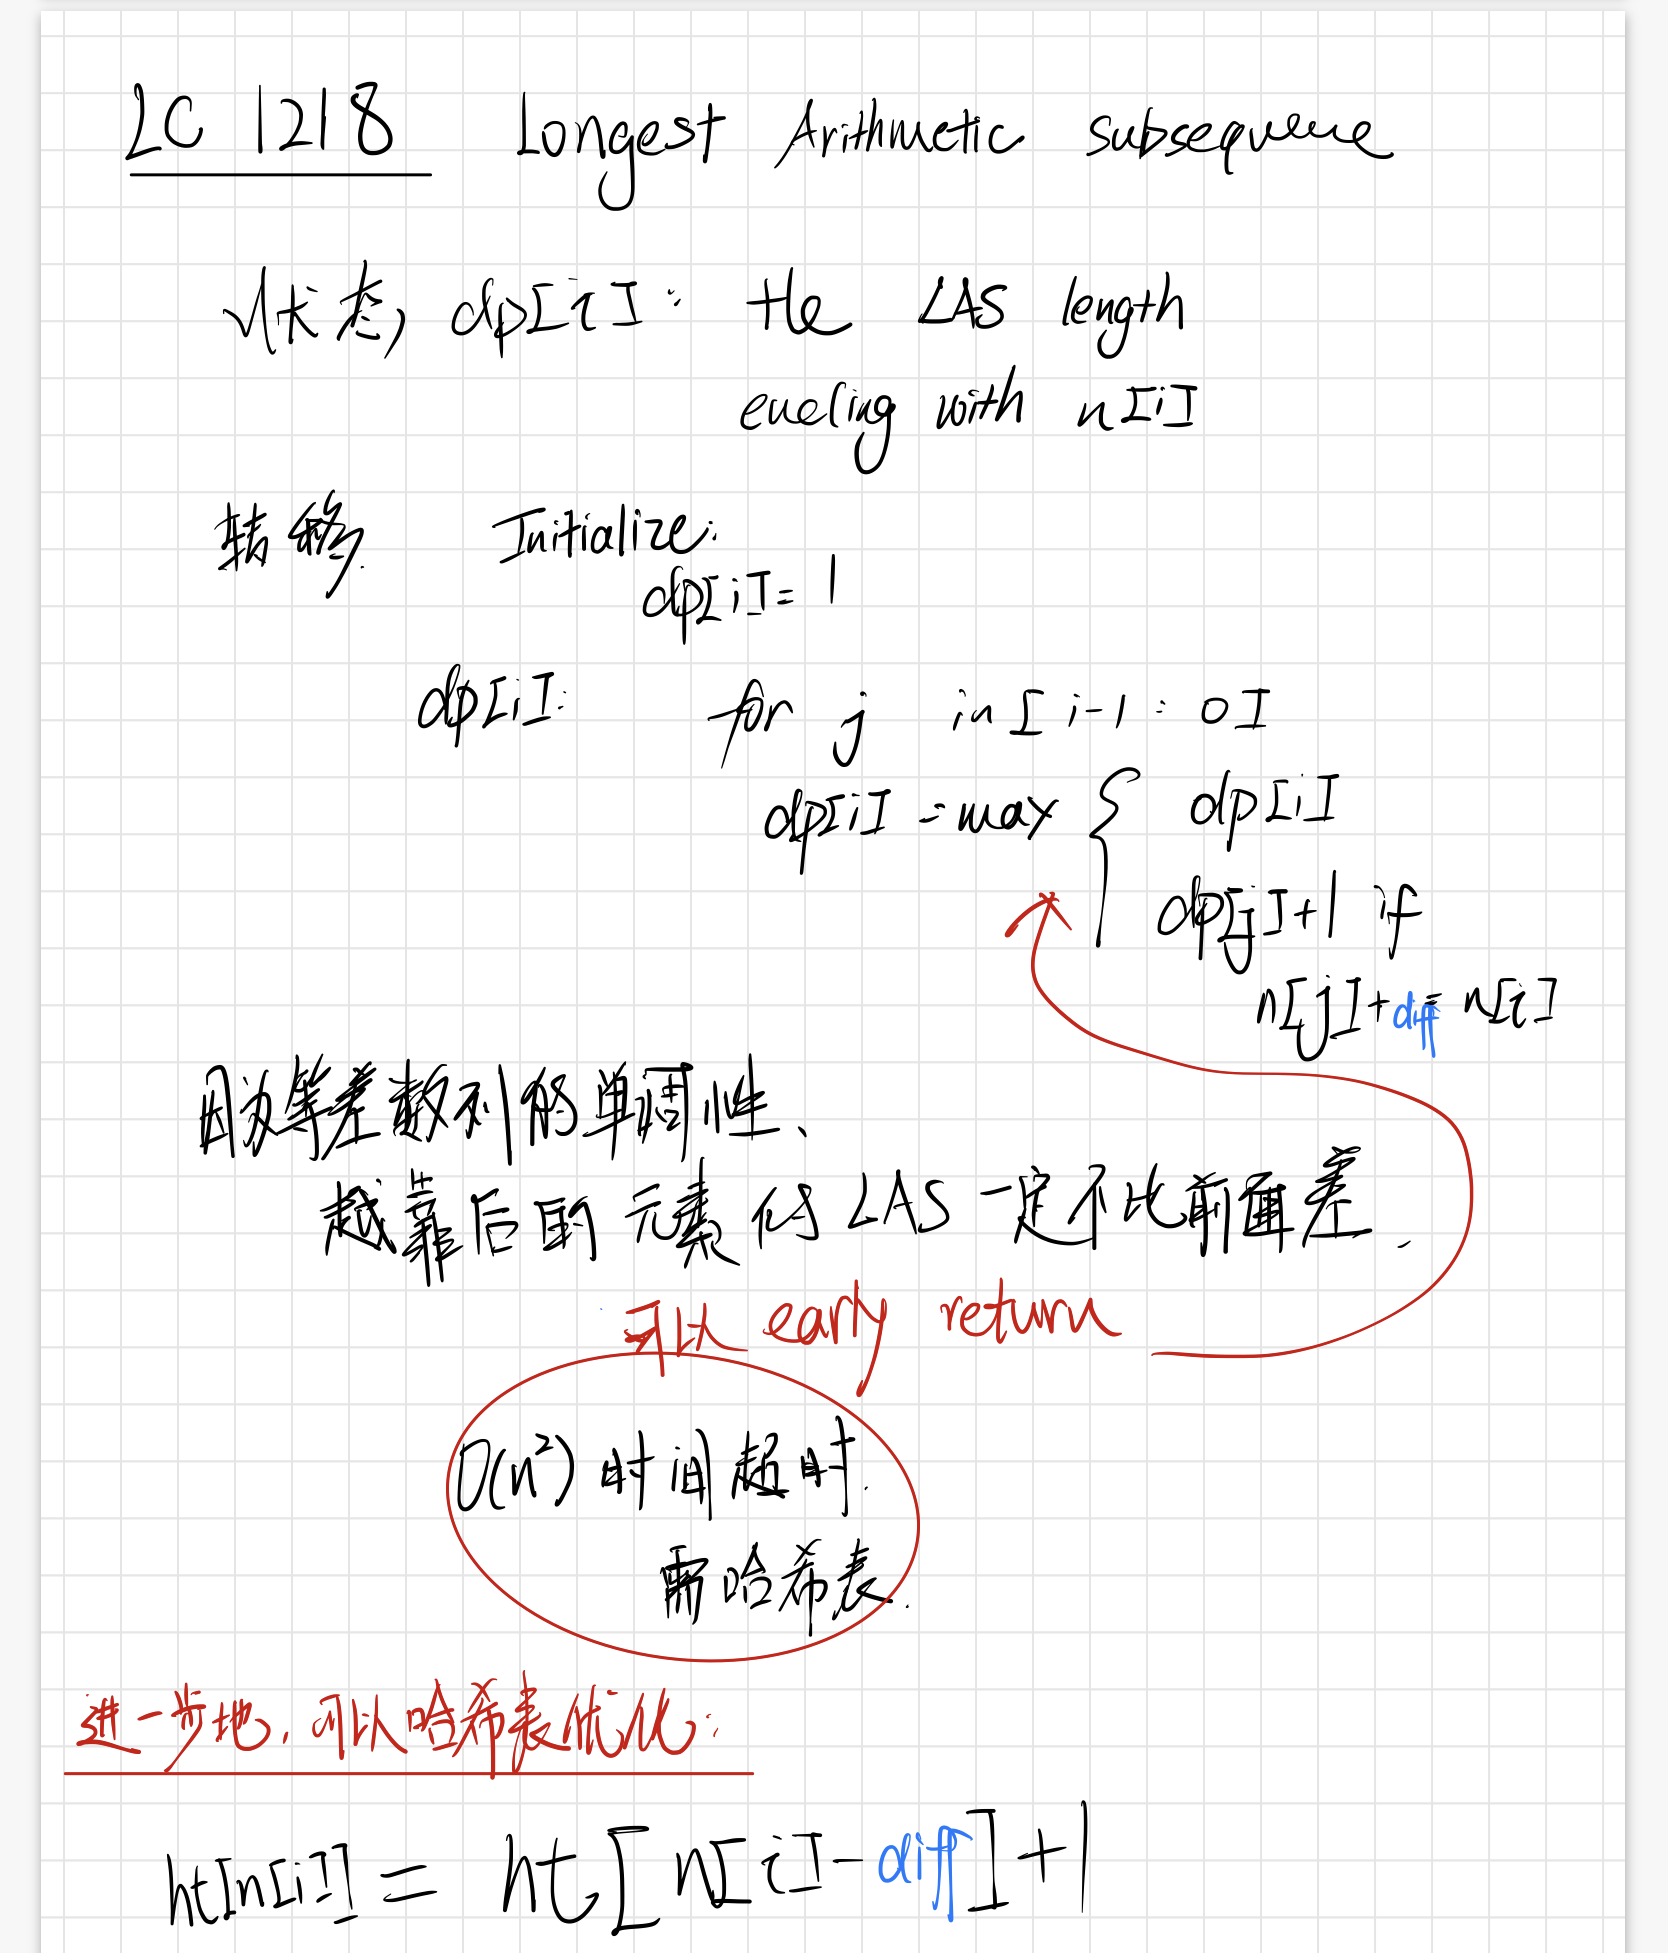 LC 1218 Longest Arithmetic subsequence
状态, dp[i]: the LAS length
ending with n[i]
转移. Initialize:
dp[i] = 1
dp[i]: for j in [i-1:0]
dp[i] = max { dp[i]
dp[j]+1 if
n[j]+diff = n[i]
因为等差数列的单调性、
越靠后的元素的LAS一定不比前面差.
可以 early return
O(n²) 时间超时.
需哈希表.
进一步地, 可以哈希表优化:
ht[n[i]] = ht[n[i]-diff]+1